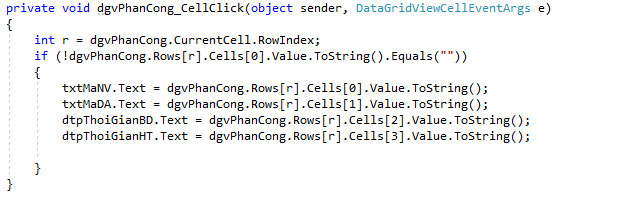 private void dgvPhanCong_CellClick(object sender, DataGridViewCellEventArgs e)
{
int r = dgvPhanCong.CurrentCell.RowIndex;
if (!dgvPhanCong.Rows[r].Cells[0].Value.ToString().Equals(""))
{
txtMaNV.Text = dgvPhanCong.Rows[r].Cells[0].Value.ToString();
txtMaDA.Text = dgvPhanCong.Rows[r].Cells[1].Value.ToString();
dtpThoiGianBD.Text = dgvPhanCong.Rows[r].Cells[2].Value.ToString();
dtpThoiGianHT.Text = dgvPhanCong.Rows[r].Cells[3].Value.ToString();
}
}